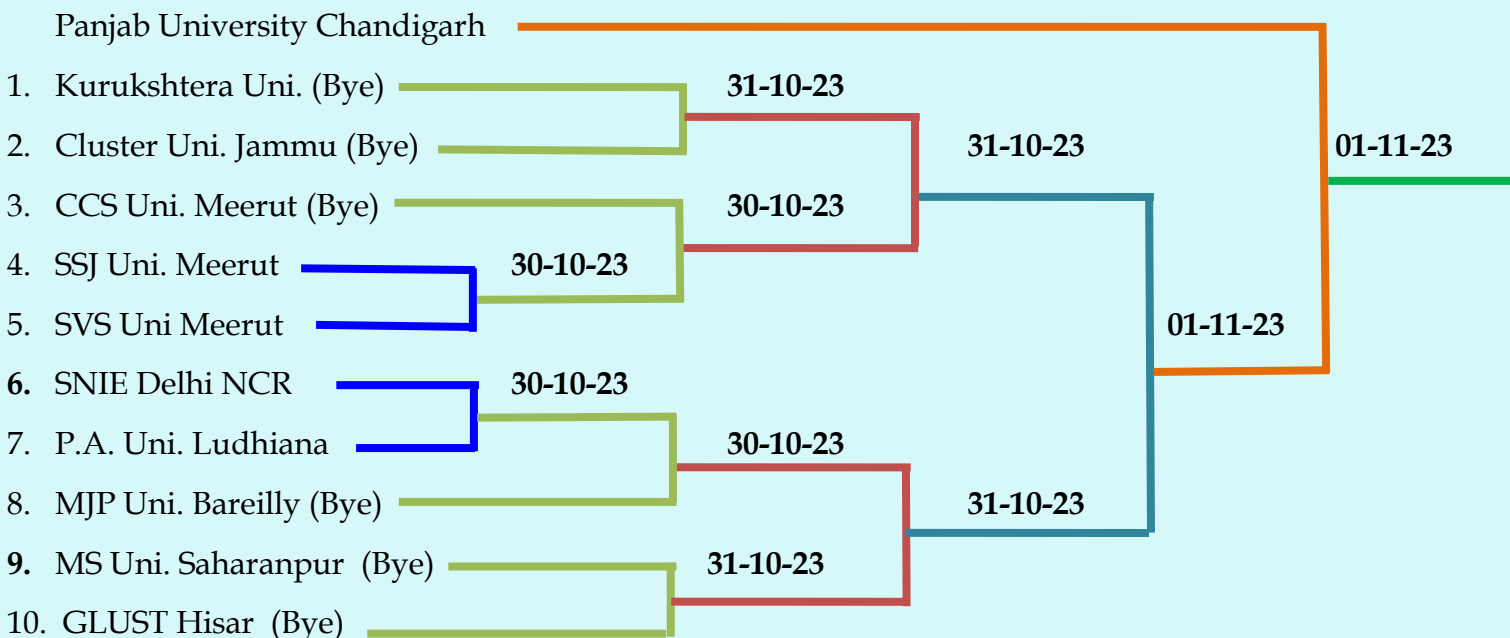 Panjab University Chandigarh
1. Kurukshtera Uni. (Bye) 31-10-23
2. Cluster Uni. Jammu (Bye) 31-10-23 01-11-23
3. CCS Uni. Meerut (Bye) 30-10-23
4. SSJ Uni. Meerut 30-10-23
5. SVS Uni Meerut 01-11-23
6. SNIE Delhi NCR 30-10-23
7. P.A. Uni. Ludhiana 30-10-23
8. MJP Uni. Bareilly (Bye) 31-10-23
9. MS Uni. Saharanpur (Bye) 31-10-23
10. GLUST Hisar (Bye)